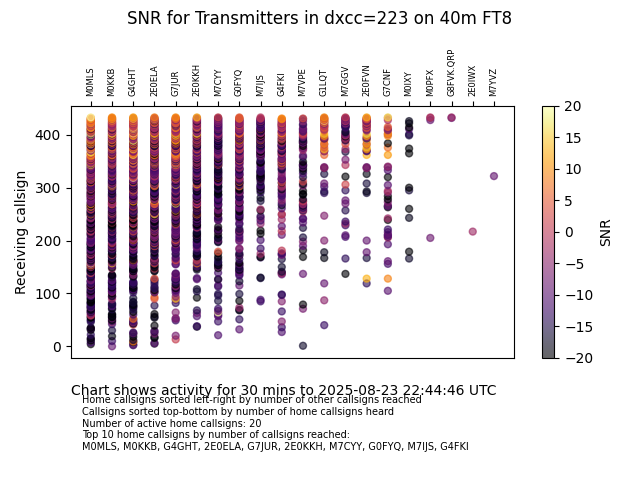 SNR for Transmitters in dxcc=223 on 40m FT8
M0MLS M0KKB G4GHT 2E0ELA G7JUR 2E0KKH M7CYY G0FYQ M7IJS G4FKI M7VPE G1LQT M7GGV 2E0FVN G7CNF M0IXY M0PFX G8FVK.QRP 2E0IWX M7YVZ
400
300
200
100
0
Receiving callsign
20
15
10
5
0
−5
−10
−15
−20
SNR
Chart shows activity for 30 mins to 2025-08-23 22:44:46 UTC
Home callsigns sorted left-right by number of other callsigns reached
Callsigns sorted top-bottom by number of home callsigns heard
Number of active home callsigns: 20
Top 10 home callsigns by number of callsigns reached:
M0MLS, M0KKB, G4GHT, 2E0ELA, G7JUR, 2E0KKH, M7CYY, G0FYQ, M7IJS, G4FKI